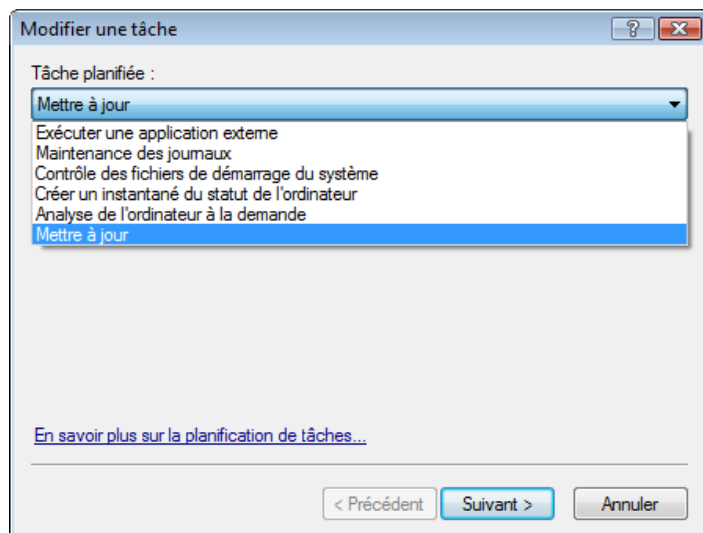 Modifier une tâche
Tâche planifiée :
Mettre à jour
Exécuter une application externe
Maintenance des journaux
Contrôle des fichiers de démarrage du système
Créer un instantané du statut de l'ordinateur
Analyse de l'ordinateur à la demande
Mettre à jour
En savoir plus sur la planification de tâches...
< Précédent
Suivant >
Annuler